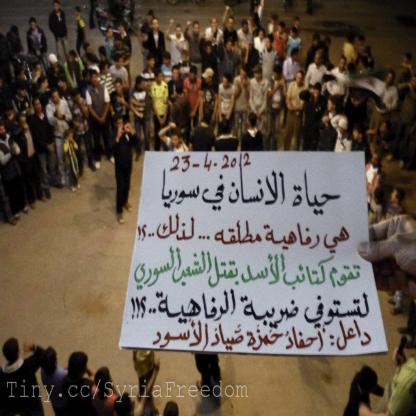 23-4-2012
حياة الانسان في سوريا
هي رفاهية مطلقه... لذلك..؟!
تقوم كتائب الأسد بقتل الشعب السوري
لتستوفي ضريبة الرفاهية..؟!!
داعل: أحفاد حمزة صياد الأسود
Tiny.cc/SyriaFreedom